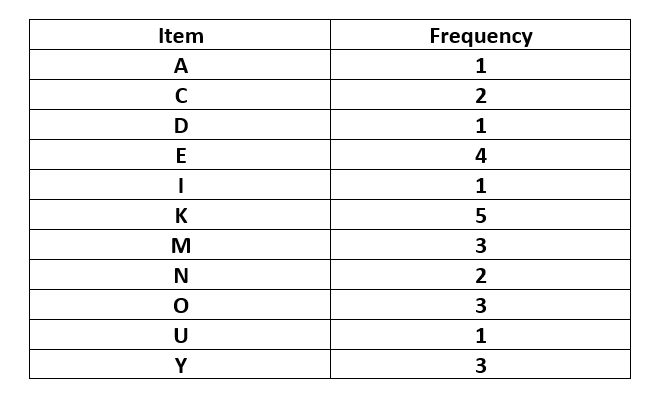 Item Frequency
A 1
C 2
D 1
E 4
I 1
K 5
M 3
N 2
O 3
U 1
Y 3